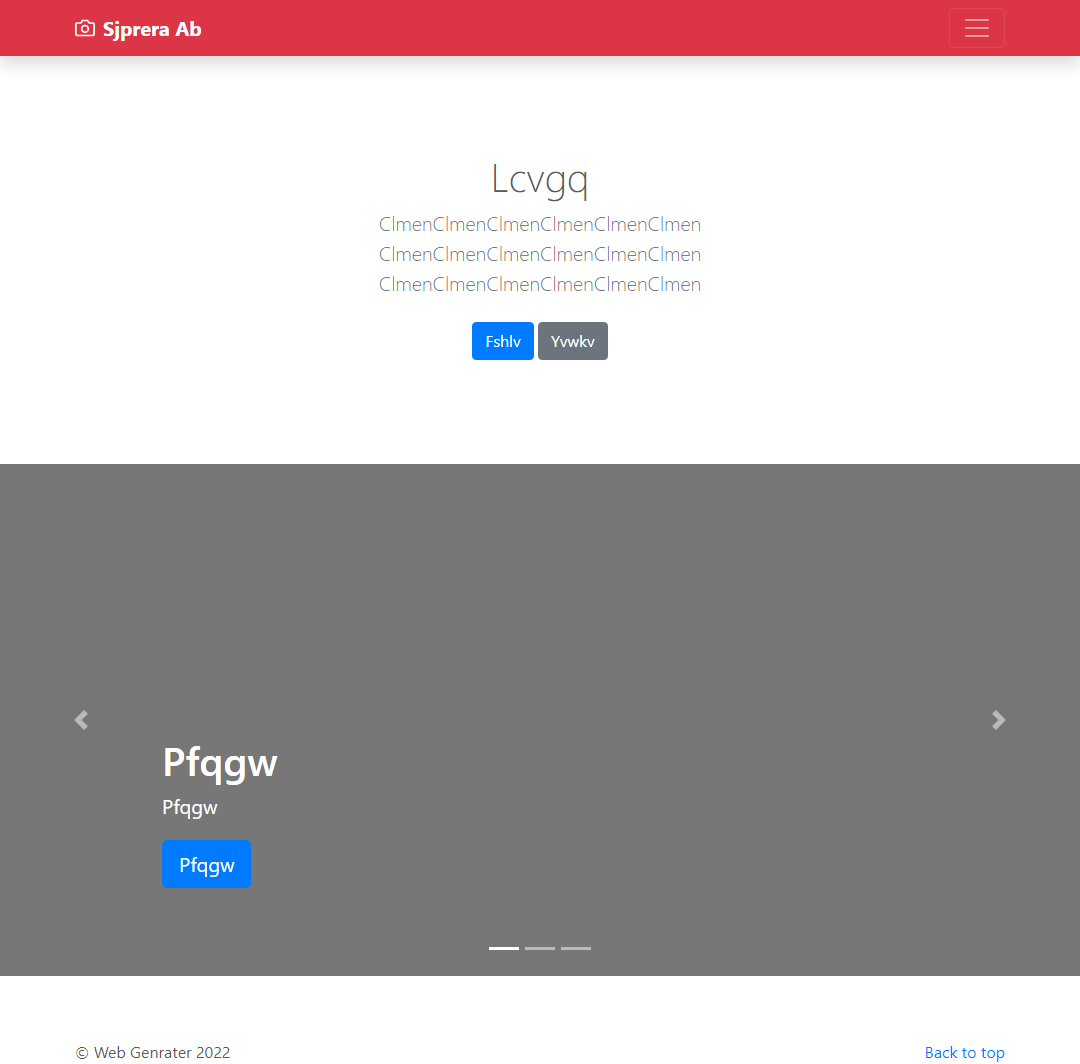 Sjprera Ab
Lcvgq
ClmenClmenClmenClmenClmenClmen
ClmenClmenClmenClmenClmenClmen
ClmenClmenClmenClmenClmenClmen
Fshlv Yvwkv
Pfqgw
Pfqgw
Pfqgw
© Web Genrater 2022 Back to top